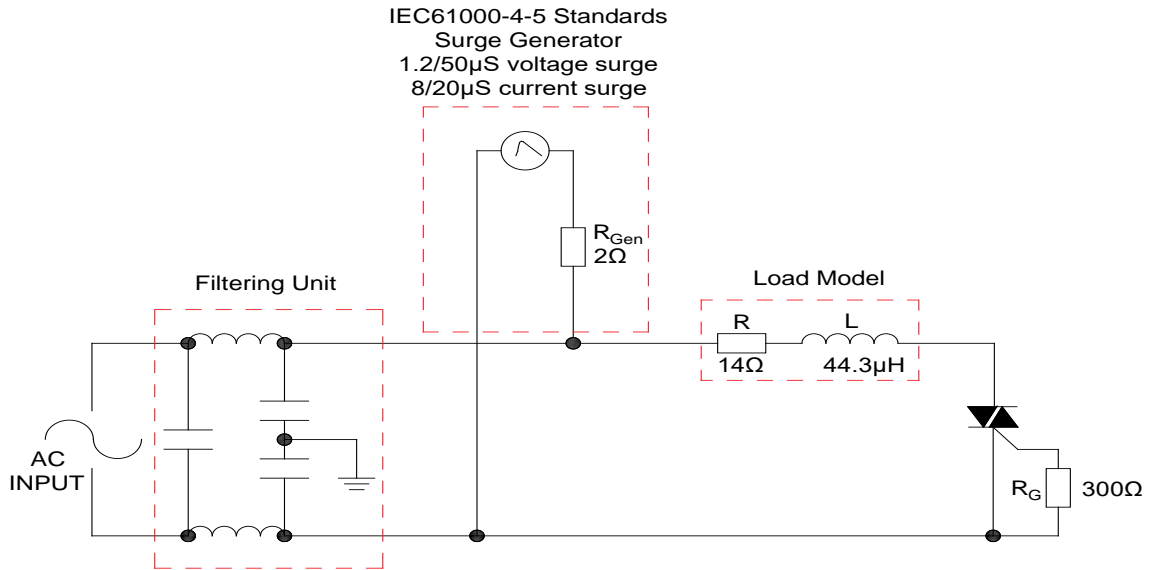 IEC61000-4-5 Standards
Surge Generator
1.2/50µS voltage surge
8/20µS current surge
RGen
2Ω
Filtering Unit
Load Model
R
L
14Ω
44.3µH
AC
INPUT
RG
300Ω